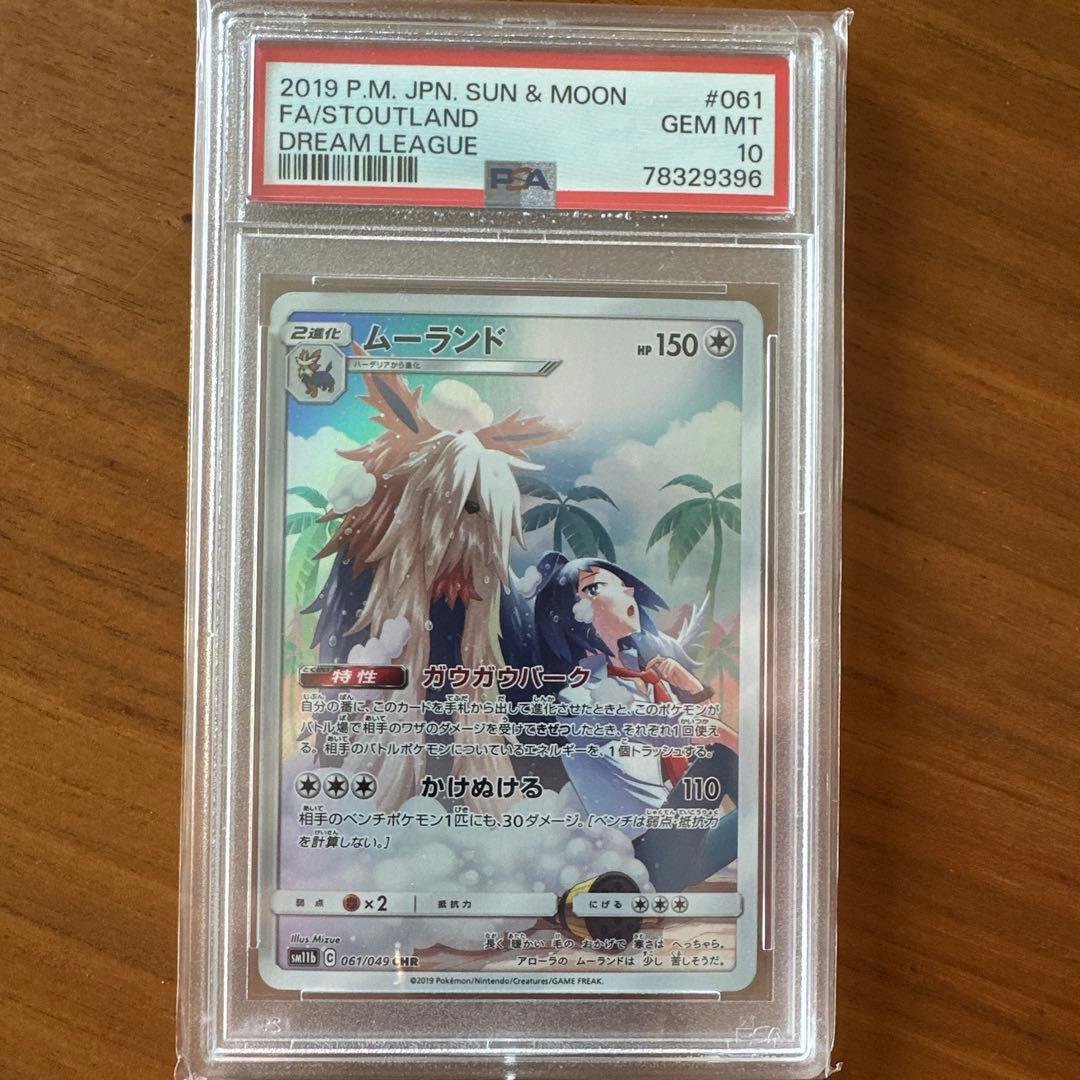 2019 P.M. JPN. SUN & MOON #061
FA/STOUTLAND GEM MT
DREAM LEAGUE 10
PSA 78329396
2進化 ムーランド HP 150
ハーデリアから進化
特性 ガウガウバーク
自分の番に、このカードを手札から出して進化させたときと、このポケモンが
バトル場で相手のワザのダメージを受けてきぜつしたとき、それぞれ1回使え
る。相手のバトルポケモンについているエネルギーを、1個トラッシュする。
かけぬける 110
相手のベンチポケモン1匹にも、30ダメージ。[ベンチは弱点・抵抗力
を計算しない。]
弱点 ×2 抵抗力 にげる
Illus. Mizue
長く 暖かい 毛の おかげで 寒さは へっちゃら。
アローラの ムーランドは 少し 苦しそうだ。
sm11b C 061/049 CHR
©2019 Pokémon/Nintendo/Creatures/GAME FREAK.
PSA